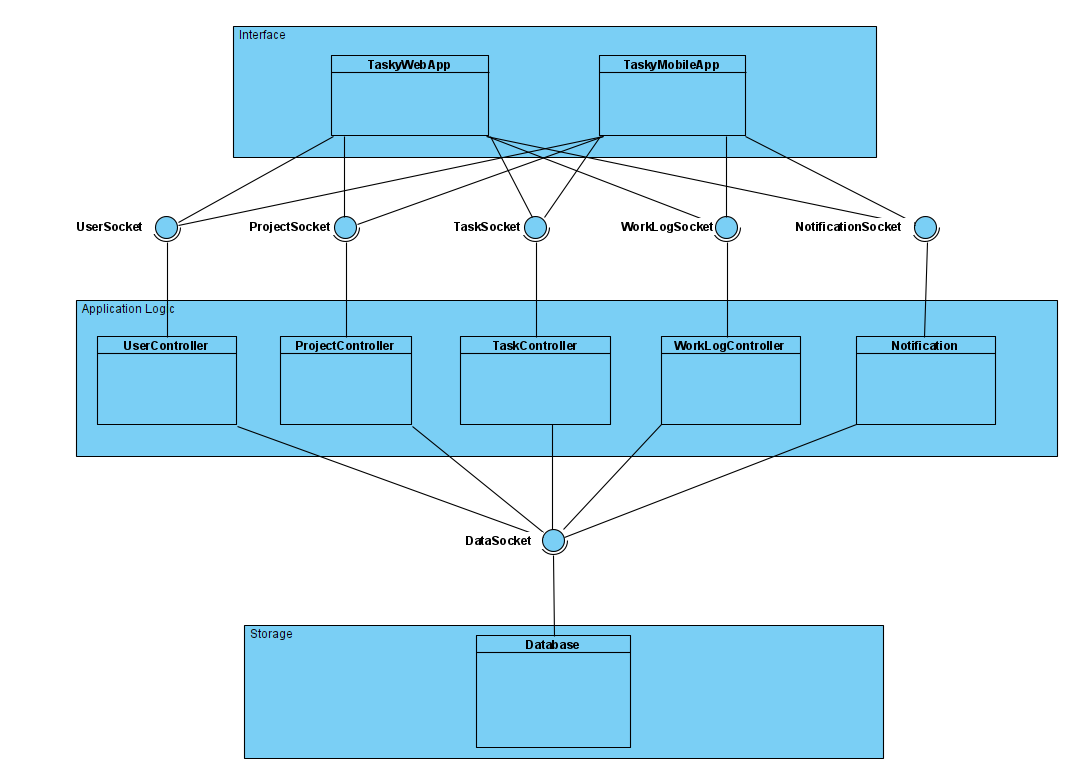 Interface
TaskyWebApp
TaskyMobileApp
UserSocket
ProjectSocket
TaskSocket
WorkLogSocket
NotificationSocket
Application Logic
UserController
ProjectController
TaskController
WorkLogController
Notification
DataSocket
Storage
Database